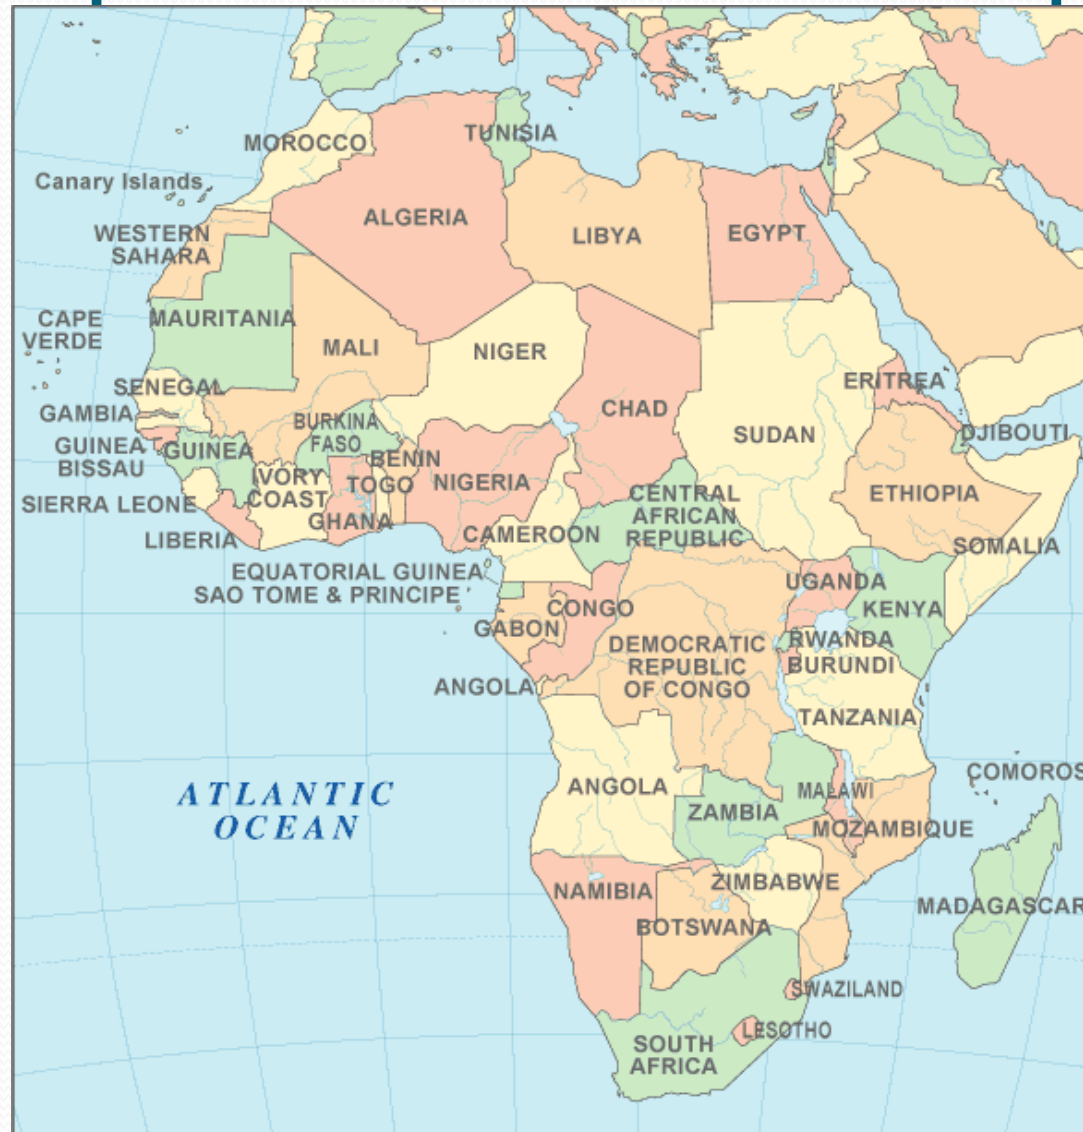 MOROCCO
TUNISIA
Canary Islands
ALGERIA
LIBYA
EGYPT
WESTERN
SAHARA
CAPE
VERDE
MAURITANIA
MALI
NIGER
CHAD
ERITREA
SENEGAL
GAMBIA
GUINEA
BISSAU
GUINEA
BURKINA
FASO
BENIN
SUDAN
DJIBOUTI
SIERRA LEONE
IVORY
COAST
TOGO
GHANA
NIGERIA
CENTRAL
AFRICAN
REPUBLIC
ETHIOPIA
LIBERIA
CAMEROON
SOMALIA
EQUATORIAL GUINEA
SAO TOME & PRINCIPE
GABON
CONGO
UGANDA
KENYA
DEMOCRATIC
REPUBLIC
OF CONGO
RWANDA
BURUNDI
ANGOLA
TANZANIA
ATLANTIC
OCEAN
ANGOLA
ZAMBIA
MALAWI
COMOROS
MOZAMBIQUE
NAMIBIA
ZIMBABWE
BOTSWANA
MADAGASCAR
SWAZILAND
LESOTHO
SOUTH
AFRICA